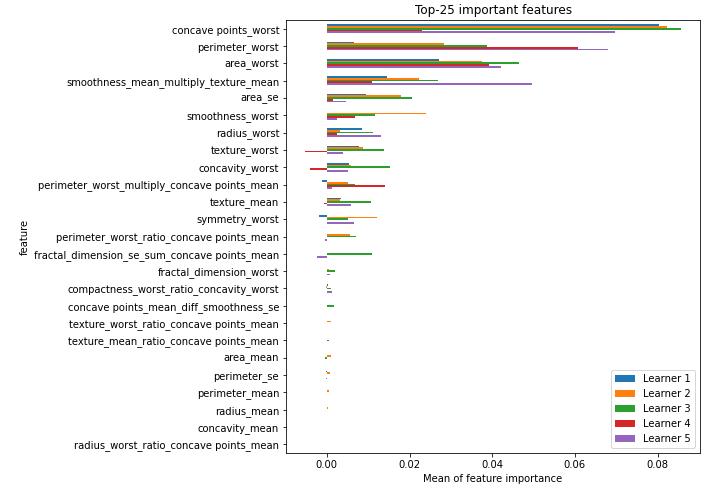 Top-25 important features
concave points_worst
perimeter_worst
area_worst
smoothness_mean_multiply_texture_mean
area_se
smoothness_worst
radius_worst
texture_worst
concavity_worst
perimeter_worst_multiply_concave points_mean
texture_mean
symmetry_worst
perimeter_worst_ratio_concave points_mean
fractal_dimension_se_sum_concave points_mean
fractal_dimension_worst
compactness_worst_ratio_concavity_worst
concave points_mean_diff_smoothness_se
texture_worst_ratio_concave points_mean
texture_mean_ratio_concave points_mean
area_mean
perimeter_se
perimeter_mean
radius_mean
concavity_mean
radius_worst_ratio_concave points_mean
feature
Learner 1
Learner 2
Learner 3
Learner 4
Learner 5
0.00 0.02 0.04 0.06 0.08
Mean of feature importance